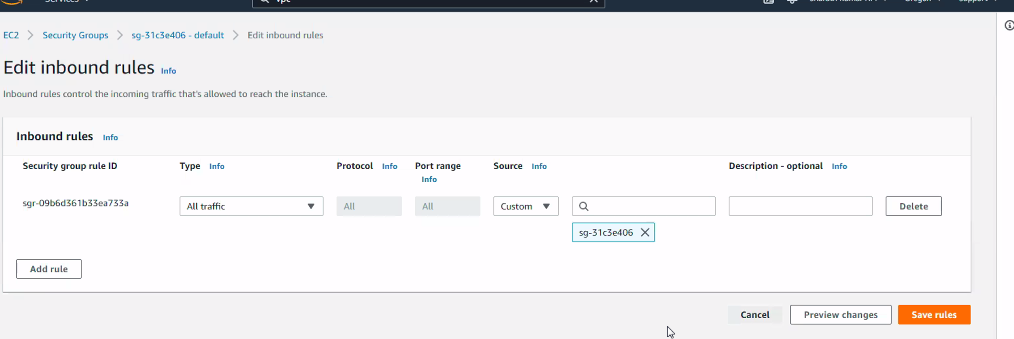 Services
vpc
EC2 > Security Groups > sg-31c3e406 - default > Edit inbound rules
Edit inbound rules Info
Inbound rules control the incoming traffic that's allowed to reach the instance.
Inbound rules Info
Security group rule ID Type Info Protocol Info Port range Info Source Info Description - optional Info
sgr-09b6d361b33ea733a All traffic All All Custom Delete
sg-31c3e406
Add rule
Cancel Preview changes Save rules